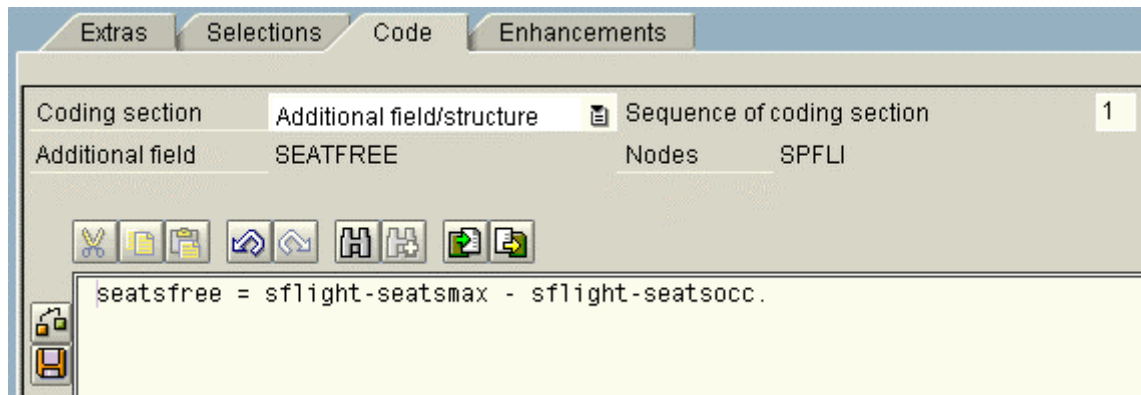 Extras Selections Code Enhancements
Coding section Additional field/structure Sequence of coding section 1
Additional field SEATFREE Nodes SPFLI
seatsfree = sflight-seatsmax - sflight-seatsocc.